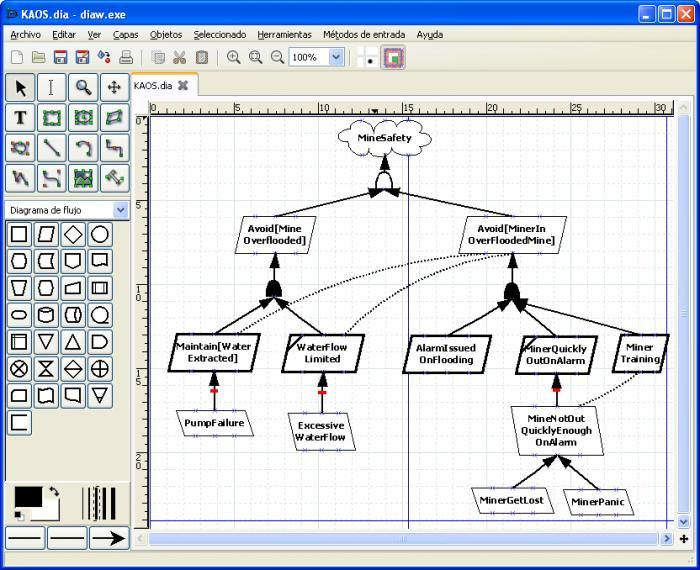 KAOS.dia - diaw.exe
Archivo Editar Ver Capas Objetos Seleccionado Herramientas Métodos de entrada Ayuda
100%
KAOS.dia
T
0 5 10 15 20 25 30
0
5
10
15
20
Diagrama de flujo
MineSafety
Avoid[Mine
Overflooded]
Avoid[MinerIn
OverFloodedMine]
Maintain[Water
Extracted]
WaterFlow
Limited
AlarmIssued
OnFlooding
MinerQuickly
OutOnAlarm
Miner
Training
PumpFailure
Excessive
WaterFlow
MineNotOut
QuicklyEnough
OnAlarm
MinerGetLost
MinerPanic